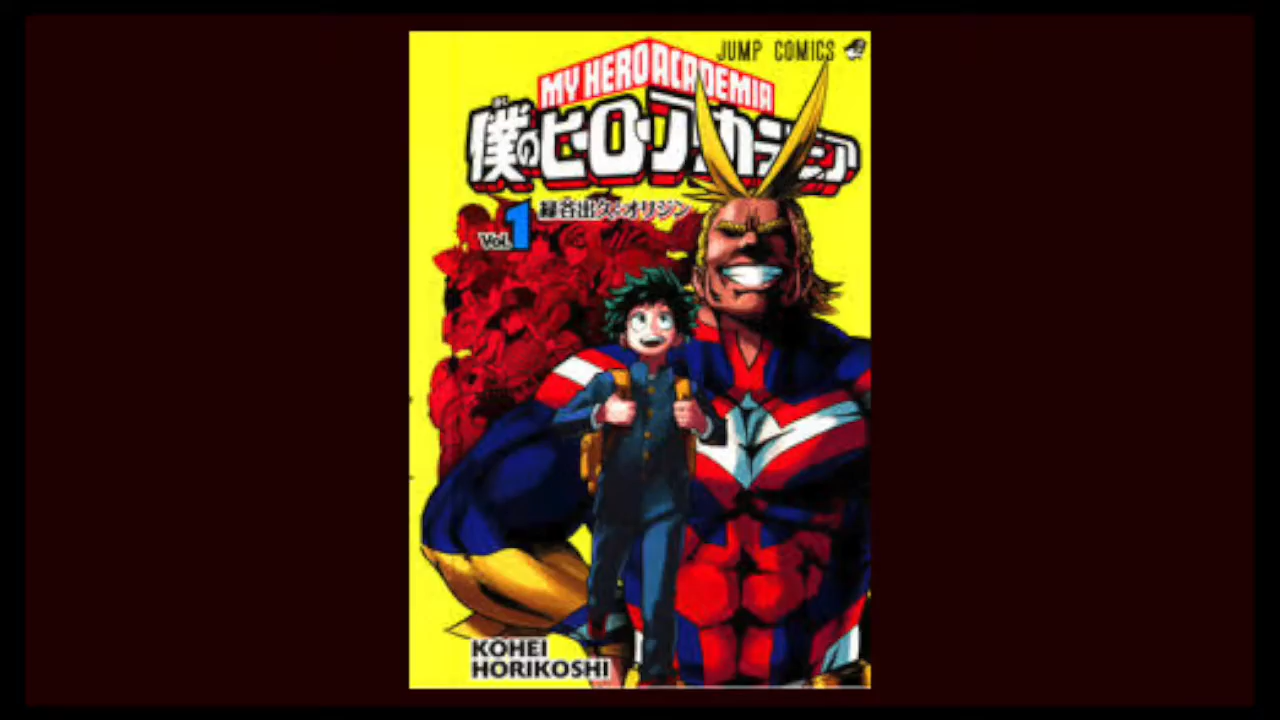 JUMP COMICS
MY HERO ACADEMIA
僕のヒーローアカデミア
Vol. 1
緑谷出久:オリジン
KOHEI
HORIKOSHI